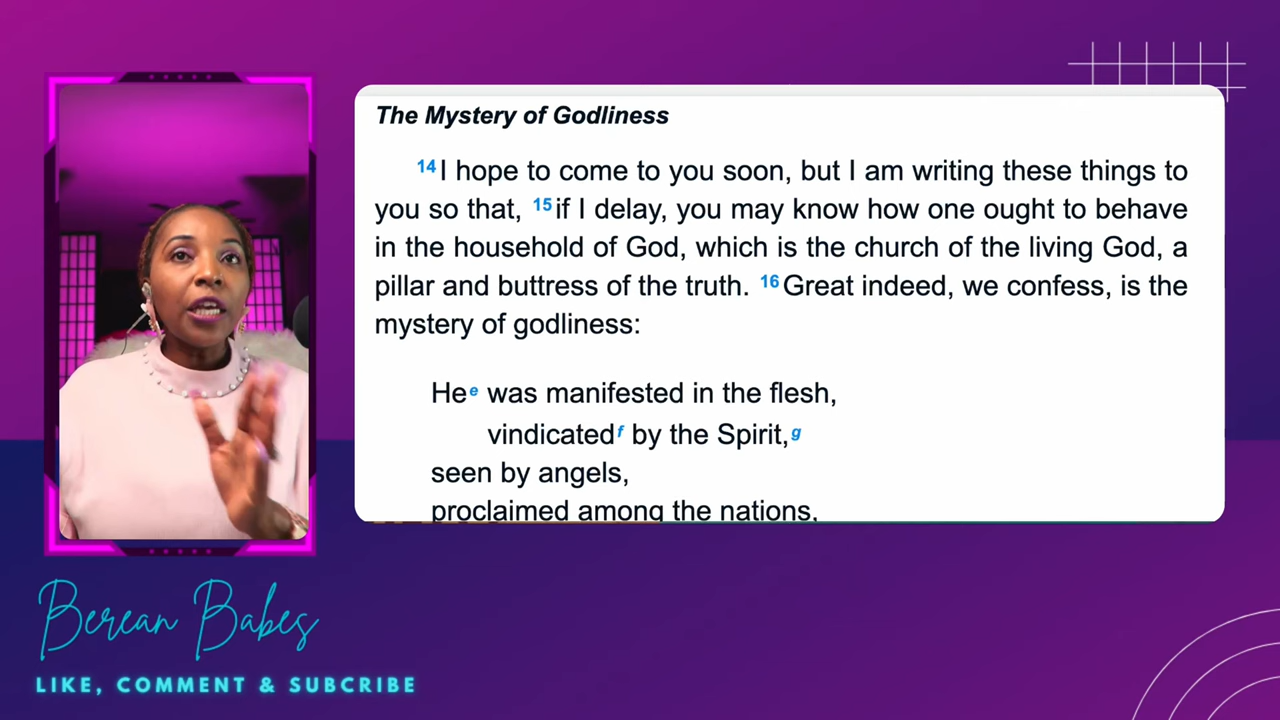 The Mystery of Godliness
14 I hope to come to you soon, but I am writing these things to
you so that, 15 if I delay, you may know how one ought to behave
in the household of God, which is the church of the living God, a
pillar and buttress of the truth. 16 Great indeed, we confess, is the
mystery of godliness:
He e was manifested in the flesh,
vindicated f by the Spirit, g
seen by angels,
proclaimed among the nations,
Berean Babes
LIKE, COMMENT & SUBCRIBE